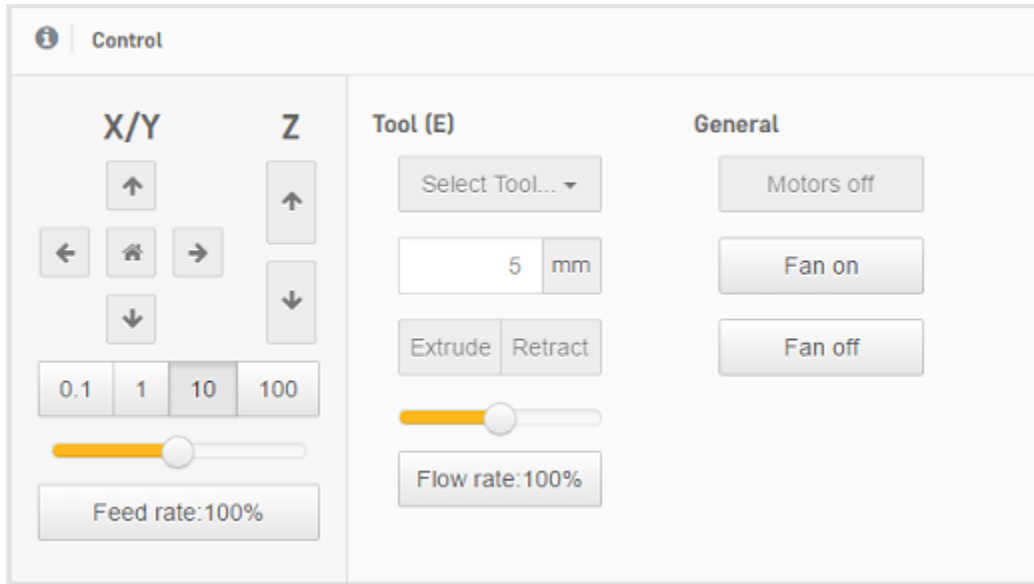 Control
X/Y Z
Tool (E)
General
Select Tool...
Motors off
5 mm
Fan on
Extrude Retract
Fan off
0.1 1 10 100
Flow rate:100%
Feed rate:100%